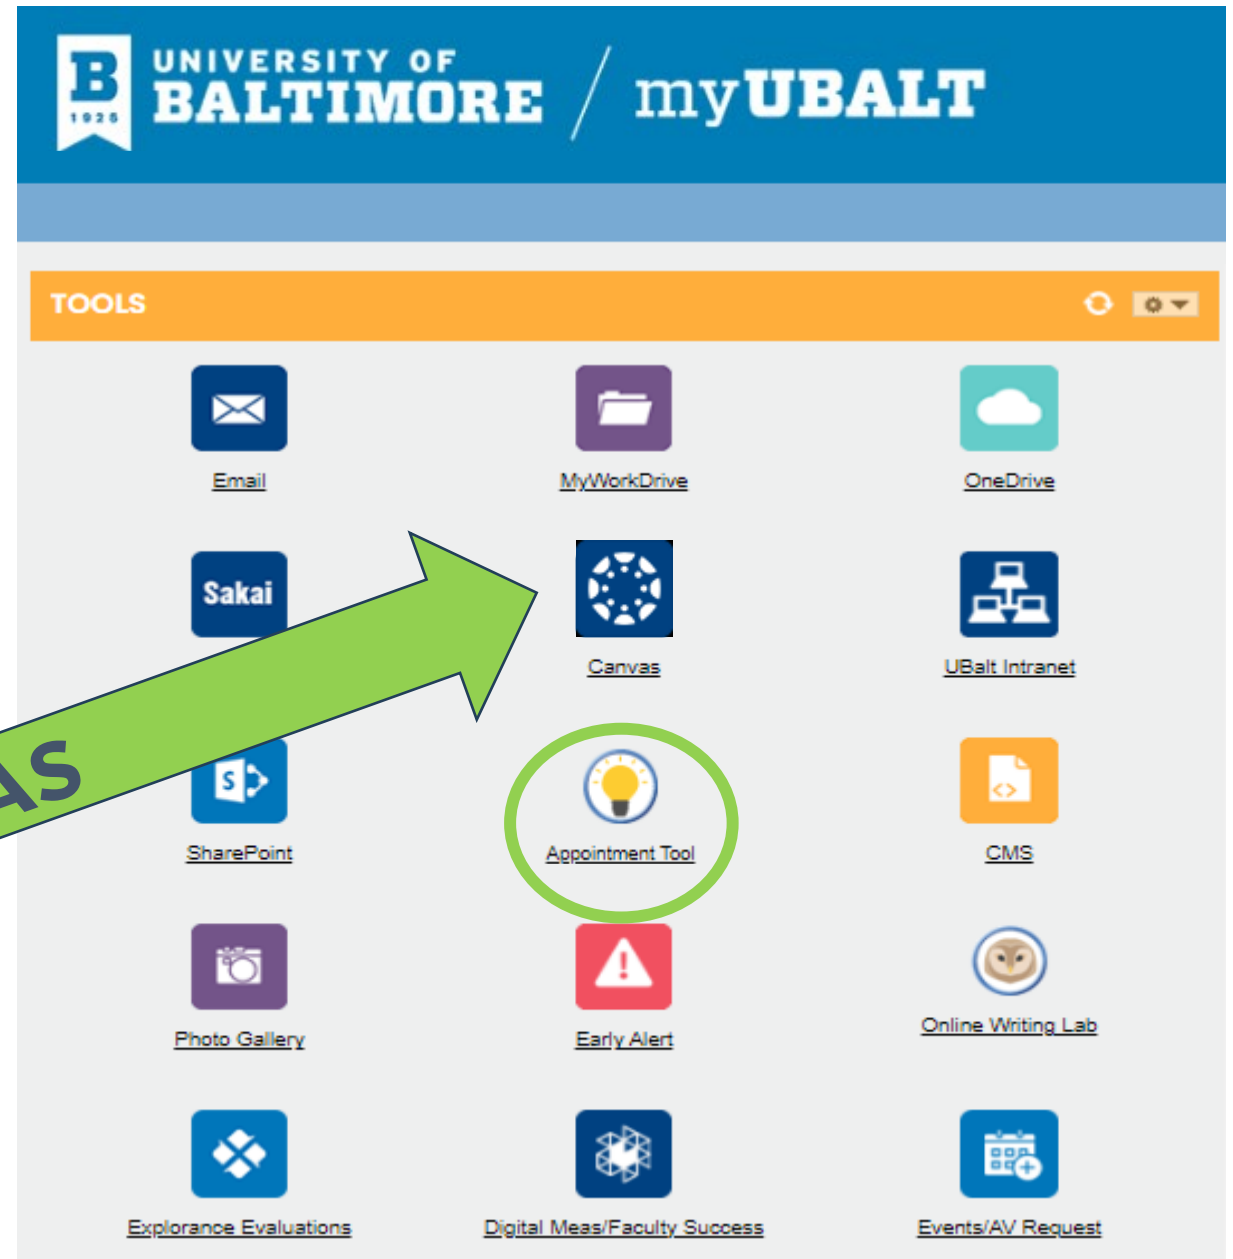 UNIVERSITY OF
BALTIMORE / myUBALT
B
1925
TOOLS
Email
MyWorkDrive
OneDrive
Sakai
Canvas
UBalt Intranet
AS
S
SharePoint
Appointment Tool
CMS
Photo Gallery
Early Alert
Online Writing Lab
Explorance Evaluations
Digital Meas/Faculty Success
Events/AV Request